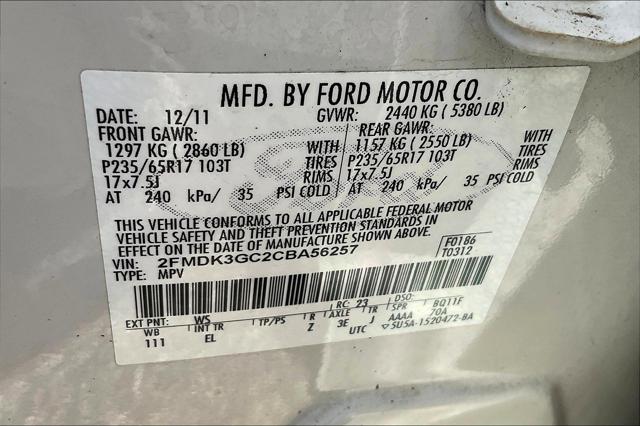 MFD. BY FORD MOTOR CO.
DATE: 12/11 GVWR: 2440 KG ( 5380 LB)
FRONT GAWR: REAR GAWR:
1297 KG ( 2860 LB) WITH 1157 KG ( 2550 LB) WITH
P235/65R17 103T TIRES P235/65R17 103T TIRES
17x7.5J RIMS 17x7.5J RIMS
AT 240 kPa/ 35 PSI COLD AT 240 kPa/ 35 PSI COLD
THIS VEHICLE CONFORMS TO ALL APPLICABLE FEDERAL MOTOR
VEHICLE SAFETY AND THEFT PREVENTION STANDARDS IN
EFFECT ON THE DATE OF MANUFACTURE SHOWN ABOVE.
VIN: 2FMDK3GC2CBA56257 F0186
TYPE: MPV T0312
EXT PNT: WS RC: 23 DSO:
WB INT TR TP/PS R AXLE TR SPR BQ11F
111 EL Z 3E J AAAA 70A
UTC ▽5U5A-1520472-BA
Ford